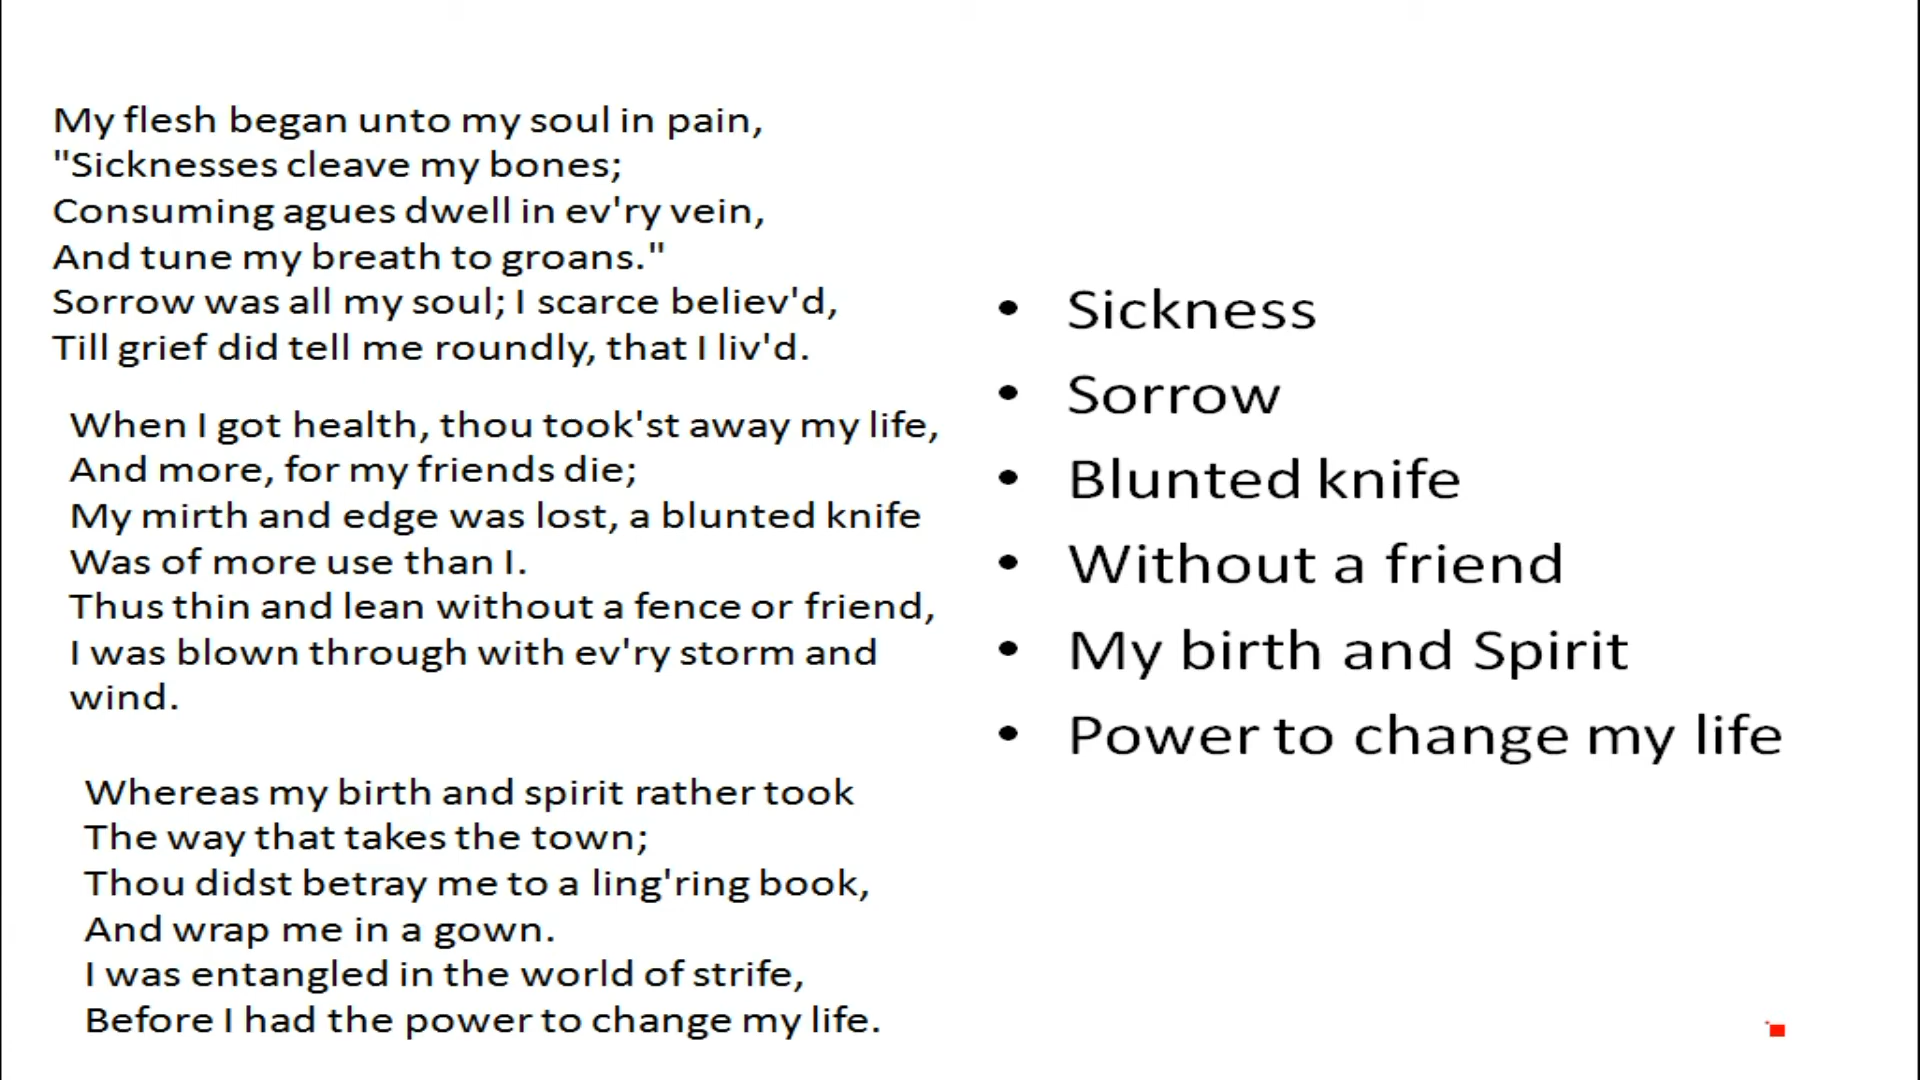 My flesh began unto my soul in pain,
"Sicknesses cleave my bones;
Consuming agues dwell in ev'ry vein,
And tune my breath to groans."
Sorrow was all my soul; I scarce believ'd,
Till grief did tell me roundly, that I liv'd.
When I got health, thou took'st away my life,
And more, for my friends die;
My mirth and edge was lost, a blunted knife
Was of more use than I.
Thus thin and lean without a fence or friend,
I was blown through with ev'ry storm and
wind.
Whereas my birth and spirit rather took
The way that takes the town;
Thou didst betray me to a ling'ring book,
And wrap me in a gown.
I was entangled in the world of strife,
Before I had the power to change my life.
• Sickness
• Sorrow
• Blunted knife
• Without a friend
• My birth and Spirit
• Power to change my life